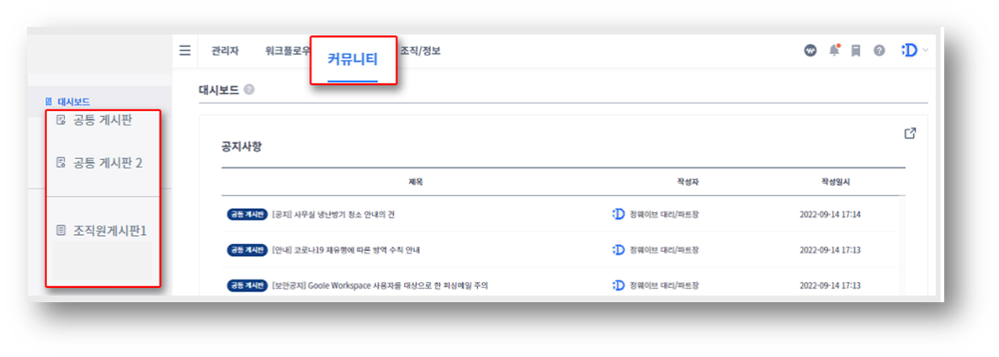 관리자 워크플로우 커뮤니티 조직/정보
대시보드
대시보드
공통 게시판
공통 게시판 2
조직원게시판1
공지사항
제목 작성자 작성일시
공통 게시판 [공지] 사무실 냉난방기 청소 안내의 건 정웨이브 대리/파트장 2022-09-14 17:14
공통 게시판 [안내] 코로나19 재유행에 따른 방역 수칙 안내 정웨이브 대리/파트장 2022-09-14 17:13
공통 게시판 [보안공지] Goole Workspace 사용자를 대상으로 한 피싱메일 주의 정웨이브 대리/파트장 2022-09-14 17:13